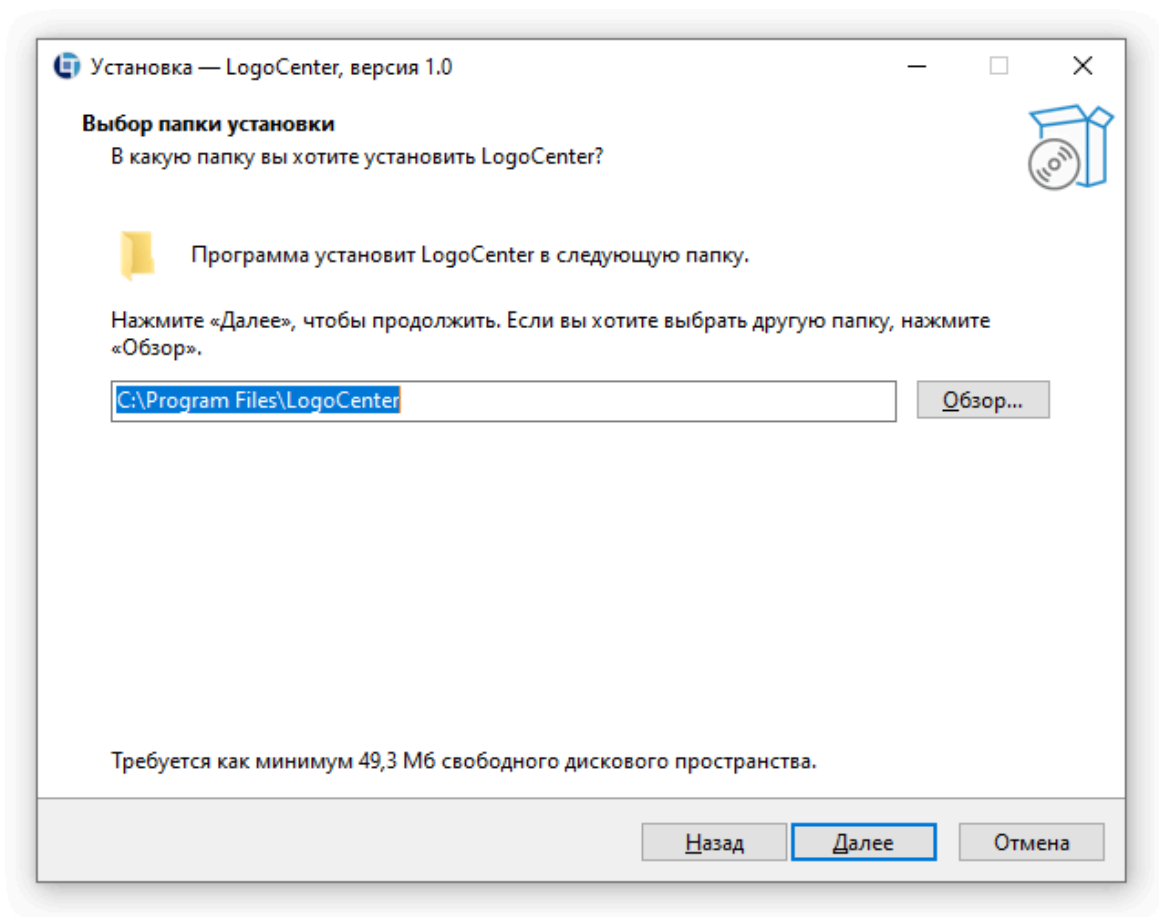 Установка — LogoCenter, версия 1.0
Выбор папки установки
В какую папку вы хотите установить LogoCenter?
Программа установит LogoCenter в следующую папку.
Нажмите «Далее», чтобы продолжить. Если вы хотите выбрать другую папку, нажмите
«Обзор».
C:\Program Files\LogoCenter
Обзор...
Требуется как минимум 49,3 Мб свободного дискового пространства.
Назад
Далее
Отмена